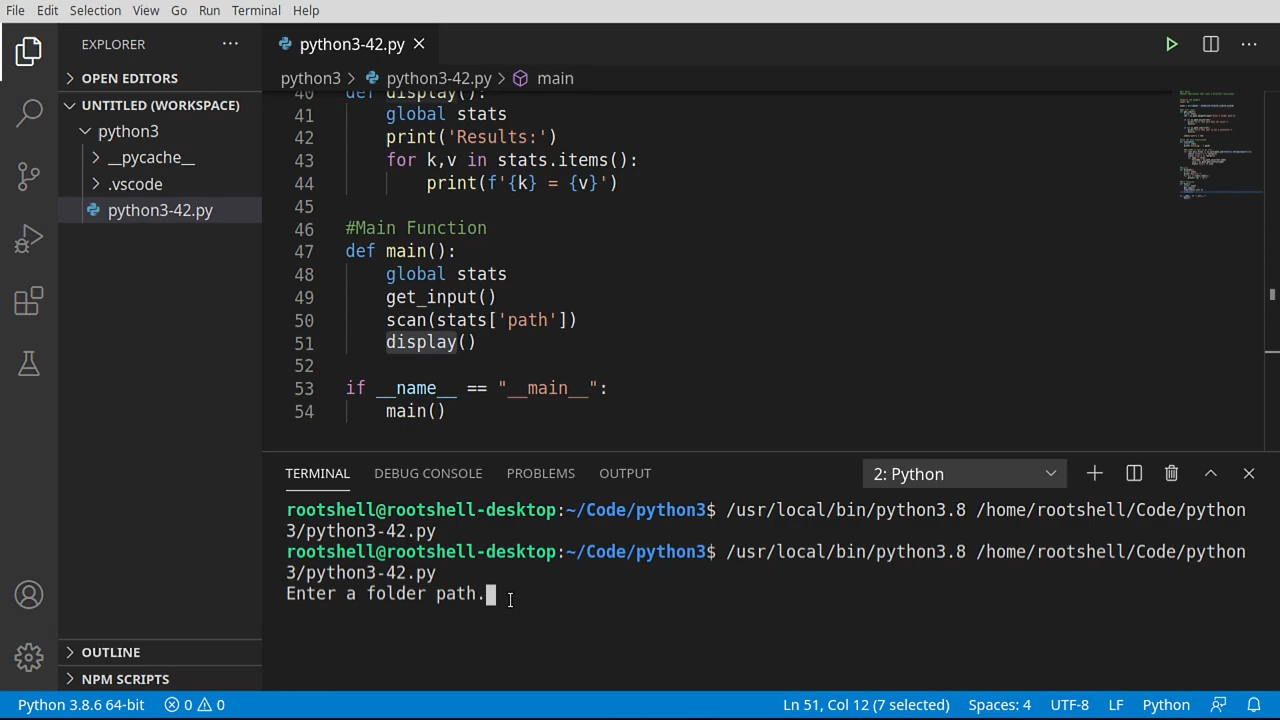 File Edit Selection View Go Run Terminal Help
EXPLORER
python3-42.py
OPEN EDITORS
python3 > python3-42.py > main
UNTITLED (WORKSPACE)
python3
__pycache__
.vscode
python3-42.py
40 def display():
41 global stats
42 print('Results:')
43 for k,v in stats.items():
44 print(f'{k} = {v}')
45
46 #Main Function
47 def main():
48 global stats
49 get_input()
50 scan(stats['path'])
51 display()
52
53 if __name__ == "__main__":
54 main()
TERMINAL DEBUG CONSOLE PROBLEMS OUTPUT 2: Python
rootshell@rootshell-desktop:~/Code/python3$ /usr/local/bin/python3.8 /home/rootshell/Code/python
3/python3-42.py
rootshell@rootshell-desktop:~/Code/python3$ /usr/local/bin/python3.8 /home/rootshell/Code/python
3/python3-42.py
Enter a folder path.
OUTLINE
NPM SCRIPTS
Python 3.8.6 64-bit 0 0 Ln 51, Col 12 (7 selected) Spaces: 4 UTF-8 LF Python